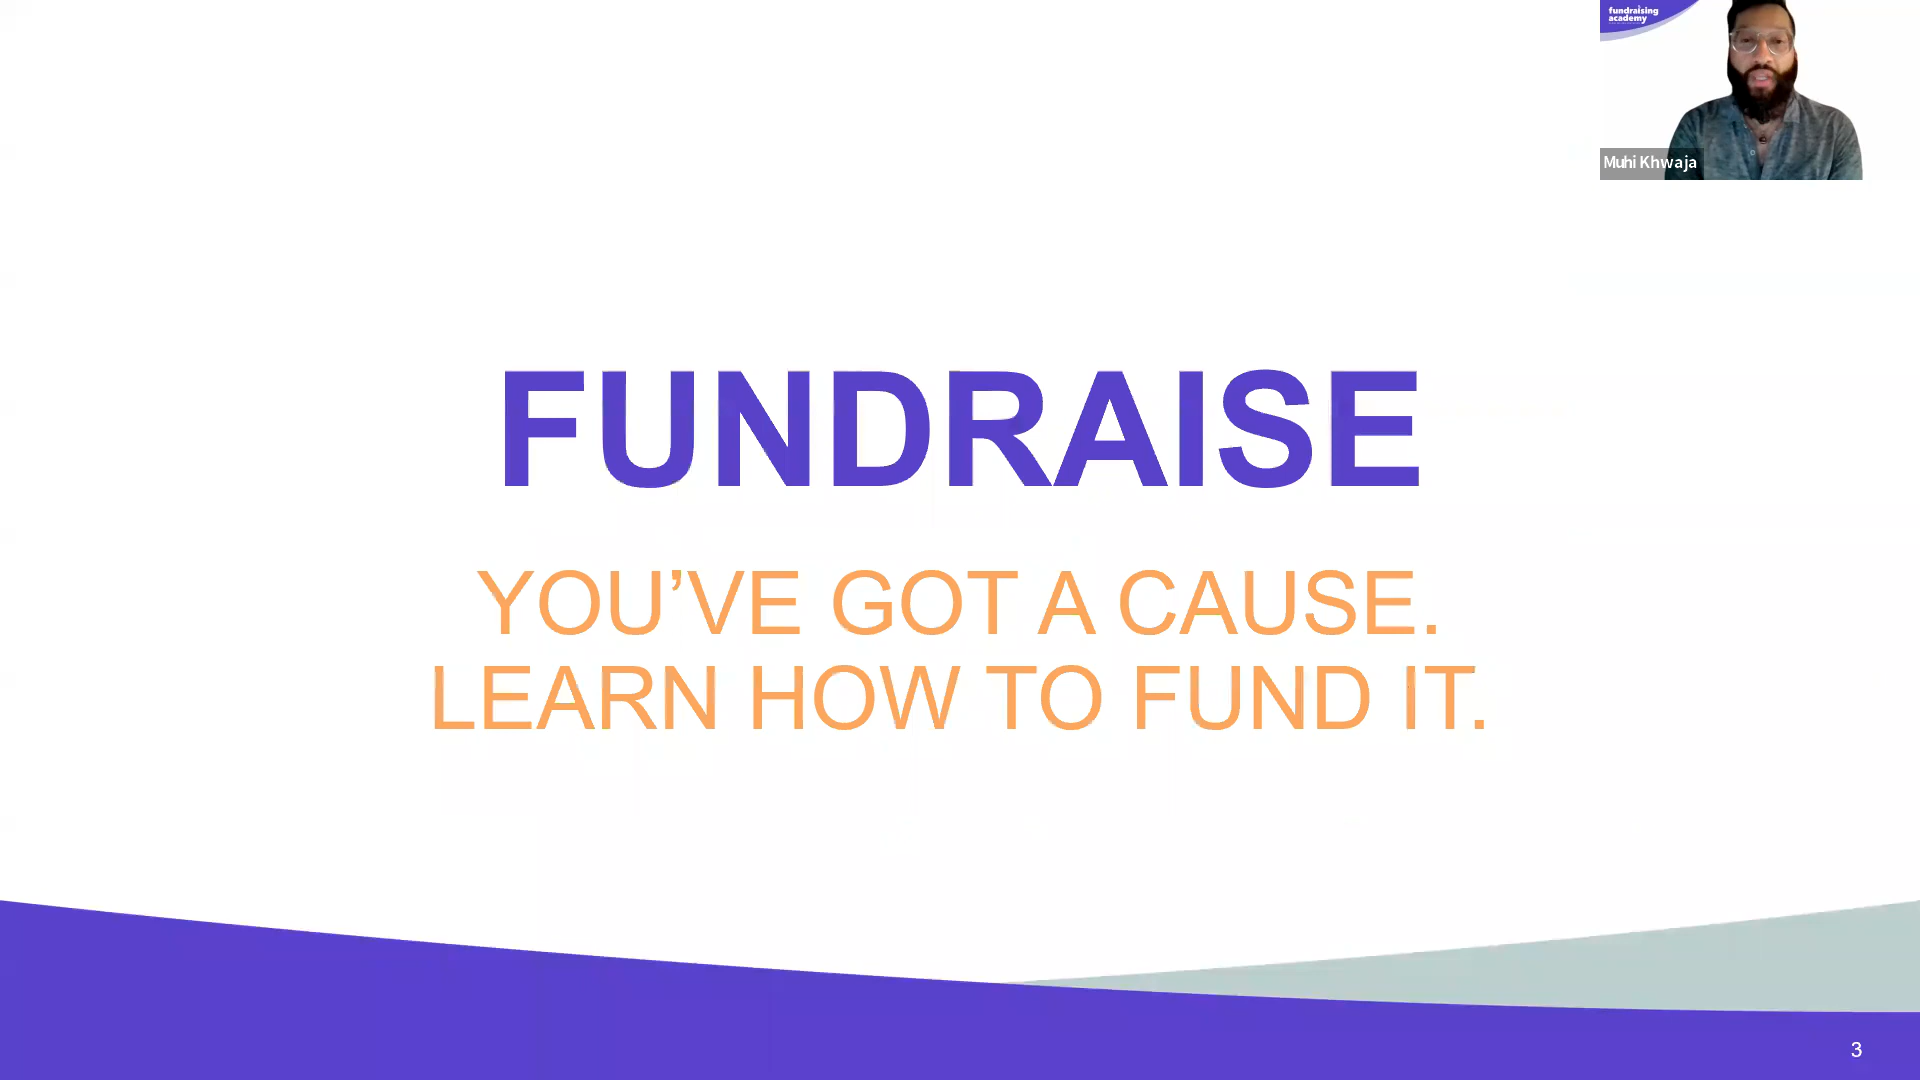 fundraising
academy
Muhi Khwaja
FUNDRAISE
YOU’VE GOT A CAUSE.
LEARN HOW TO FUND IT.
3